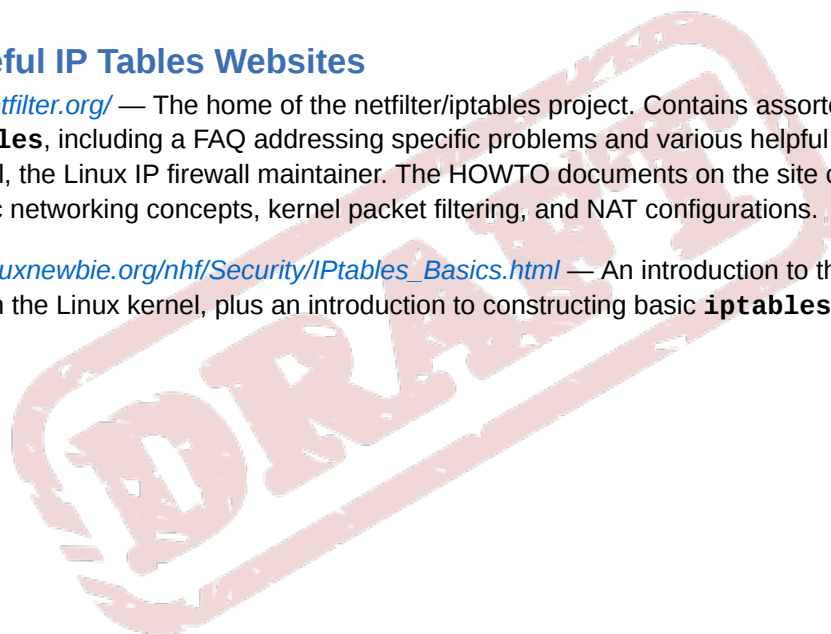 eful IP Tables Websites
etfilter.org/ — The home of the netfilter/iptables project. Contains assorte
les, including a FAQ addressing specific problems and various helpful
l, the Linux IP firewall maintainer. The HOWTO documents on the site c
c networking concepts, kernel packet filtering, and NAT configurations.
uxnewbie.org/nhf/Security/IPtables_Basics.html — An introduction to th
n the Linux kernel, plus an introduction to constructing basic iptables
DRAFT